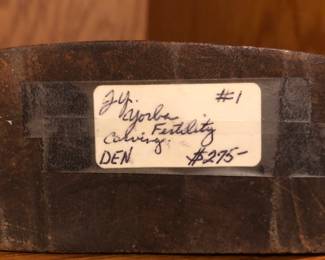 #1
Yorba
Fertility
Carving.
DEN $275-